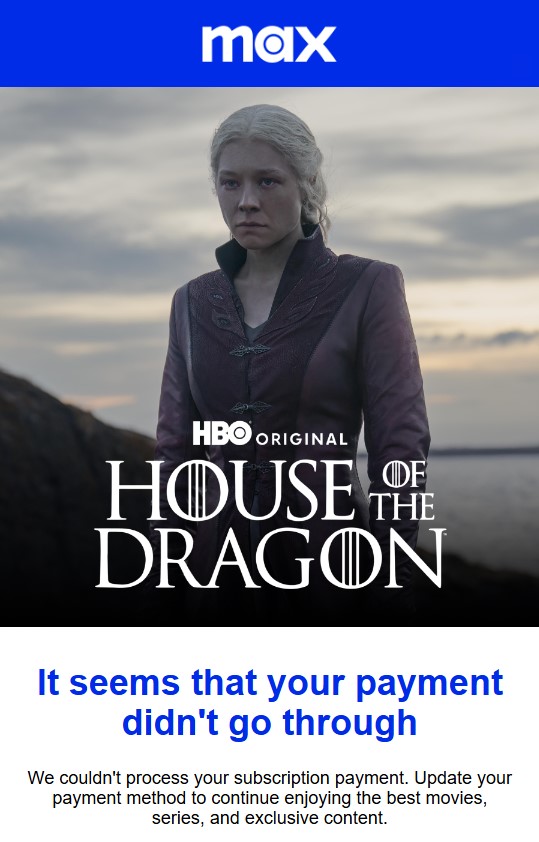 max
HBO ORIGINAL
HOUSE OF THE
DRAGON
It seems that your payment
didn't go through
We couldn't process your subscription payment. Update your
payment method to continue enjoying the best movies,
series, and exclusive content.